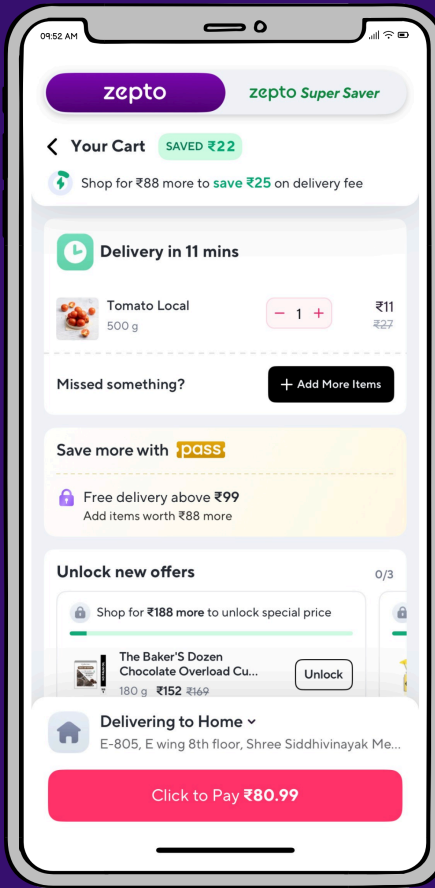 09:52 AM
zepto
zepto Super Saver
Your Cart
SAVED ₹22
Shop for ₹88 more to save ₹25 on delivery fee
Delivery in 11 mins
Tomato Local
500 g
− 1 +
₹11
₹27
Missed something?
+ Add More Items
Save more with pass
Free delivery above ₹99
Add items worth ₹88 more
Unlock new offers
0/3
Shop for ₹188 more to unlock special price
The Baker'S Dozen
Chocolate Overload Cu...
180 g ₹152 ₹169
Unlock
Delivering to Home
E-805, E wing 8th floor, Shree Siddhivinayak Me...
Click to Pay ₹80.99